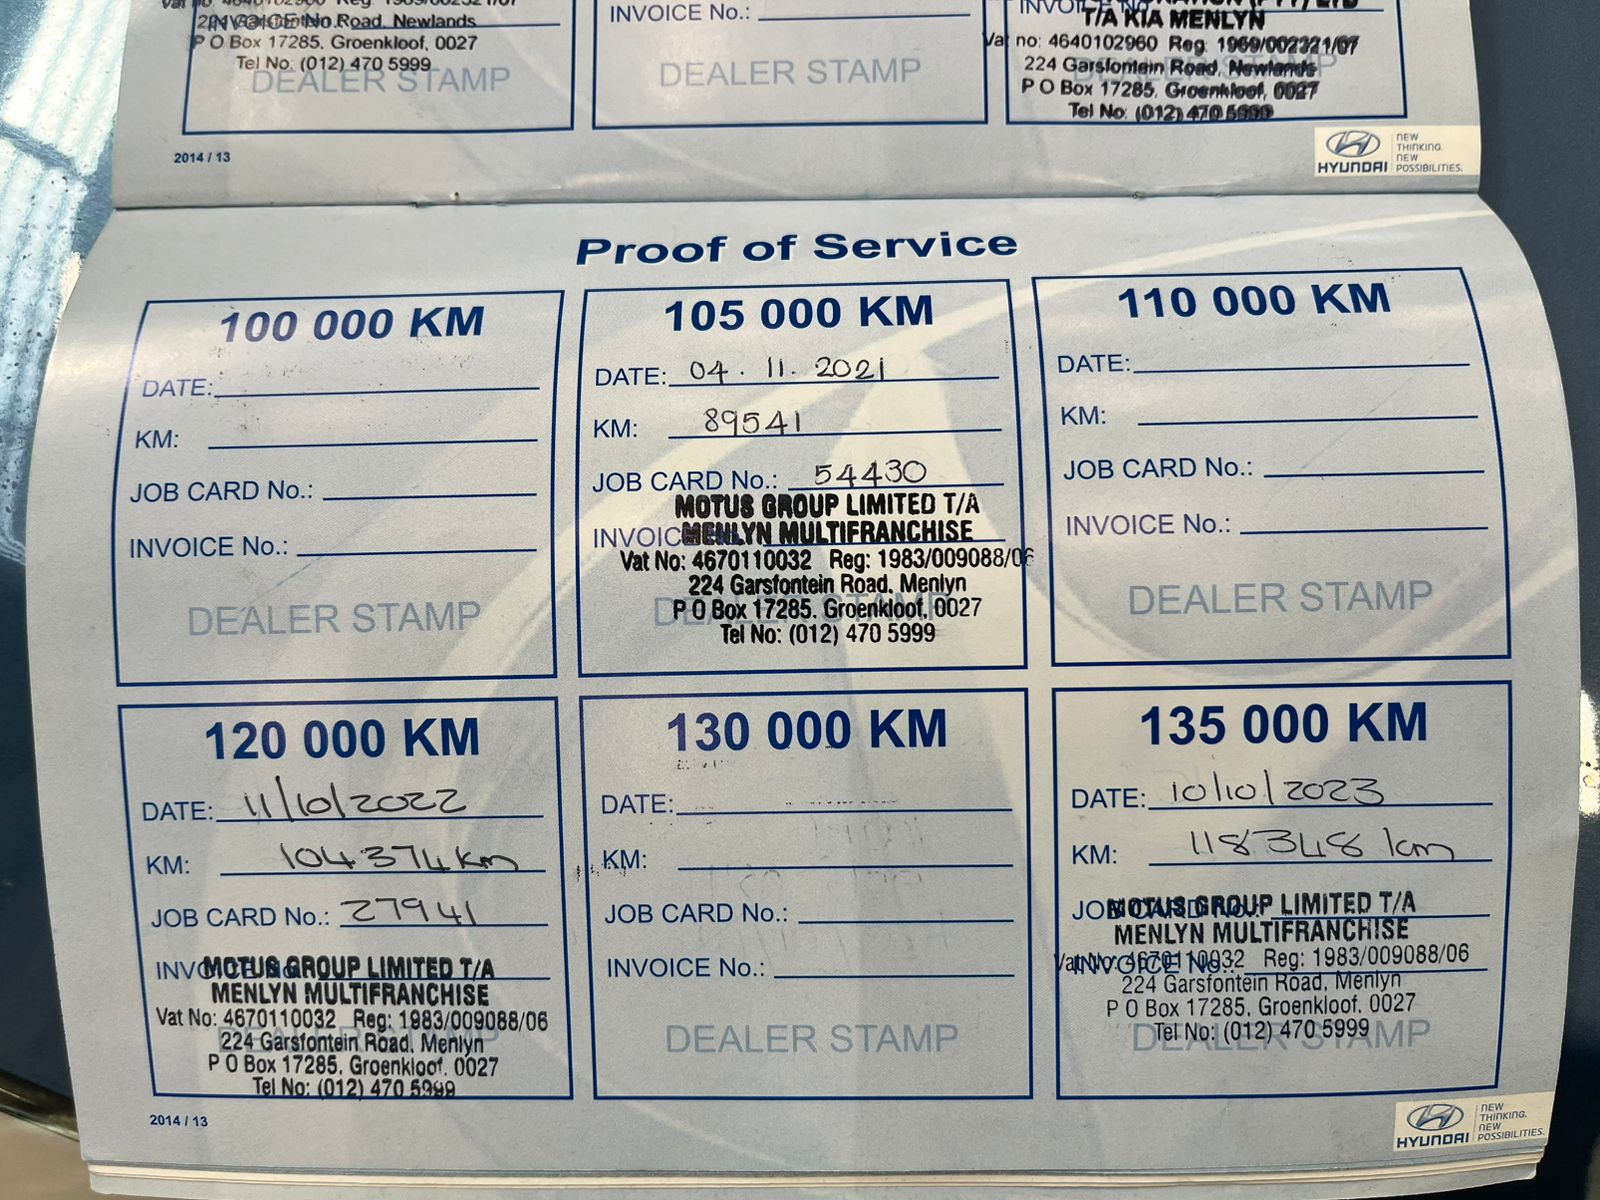 INVOICE No.:
224 Garsfontein Road, Newlands
P O Box 17285, Groenkloof, 0027
Tel No: (012) 470 5999
DEALER STAMP
INVOICE No.:
DEALER STAMP
T/A KIA MENLYN
Vat no: 4640102960 Reg: 1969/002321/07
224 Garsfontein Road, Newlands
P O Box 17285, Groenkloof, 0027
Tel No: (012) 470 5999
2014 / 13
HYUNDAI
NEW
THINKING.
NEW
POSSIBILITIES.
Proof of Service
100 000 KM
DATE:
KM:
JOB CARD No.:
INVOICE No.:
DEALER STAMP
105 000 KM
DATE: 04 . 11 . 2021
KM: 89541
JOB CARD No.: 54430
MOTUS GROUP LIMITED T/A
MENLYN MULTIFRANCHISE
Vat No: 4670110032 Reg: 1983/009088/06
224 Garsfontein Road, Menlyn
P O Box 17285, Groenkloof, 0027
Tel No: (012) 470 5999
DEALER STAMP
110 000 KM
DATE:
KM:
JOB CARD No.:
INVOICE No.:
DEALER STAMP
120 000 KM
DATE: 11/10/2022
KM: 104374 km
JOB CARD No.: 27941
MOTUS GROUP LIMITED T/A
MENLYN MULTIFRANCHISE
Vat No: 4670110032 Reg: 1983/009088/06
224 Garsfontein Road, Menlyn
P O Box 17285, Groenkloof, 0027
Tel No: (012) 470 5999
DEALER STAMP
130 000 KM
DATE:
KM:
JOB CARD No.:
INVOICE No.:
DEALER STAMP
135 000 KM
DATE: 10/10/2023
KM: 118348 km
JOB CARD No.:
MOTUS GROUP LIMITED T/A
MENLYN MULTIFRANCHISE
INVOICE No.:
Vat No: 4670110032 Reg: 1983/009088/06
224 Garsfontein Road, Menlyn
P O Box 17285, Groenkloof, 0027
Tel No: (012) 470 5999
DEALER STAMP
2014 / 13
HYUNDAI
NEW
THINKING.
NEW
POSSIBILITIES.